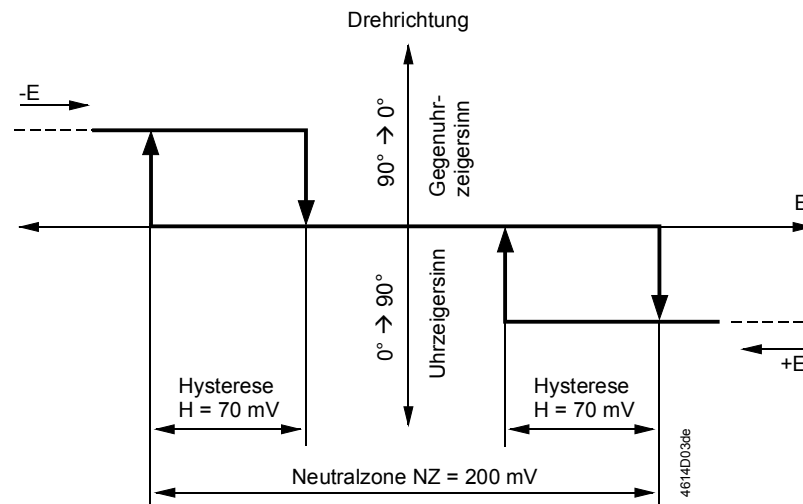 Drehrichtung
-E
90° → 0°
Gegenuhr-
zeigersinn
E
0° → 90°
Uhrzeigersinn
+E
Hysterese
H = 70 mV
Hysterese
H = 70 mV
Neutralzone NZ = 200 mV
4614D03de